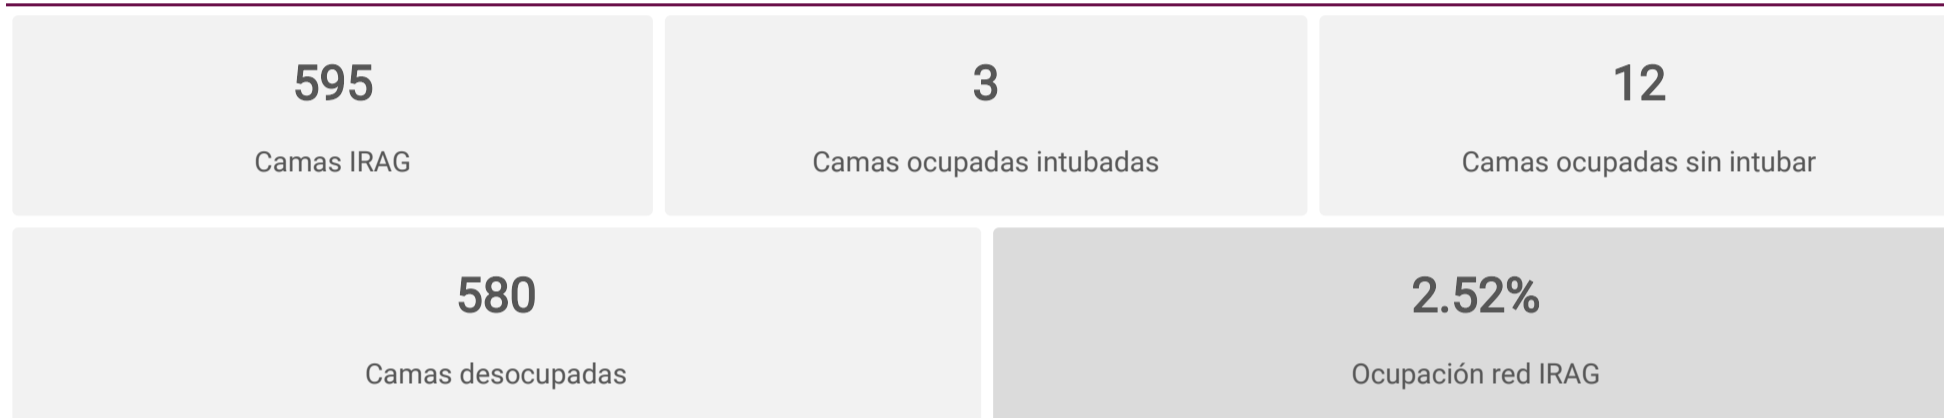 595
Camas IRAG
3
Camas ocupadas intubadas
12
Camas ocupadas sin intubar
580
Camas desocupadas
2.52%
Ocupación red IRAG